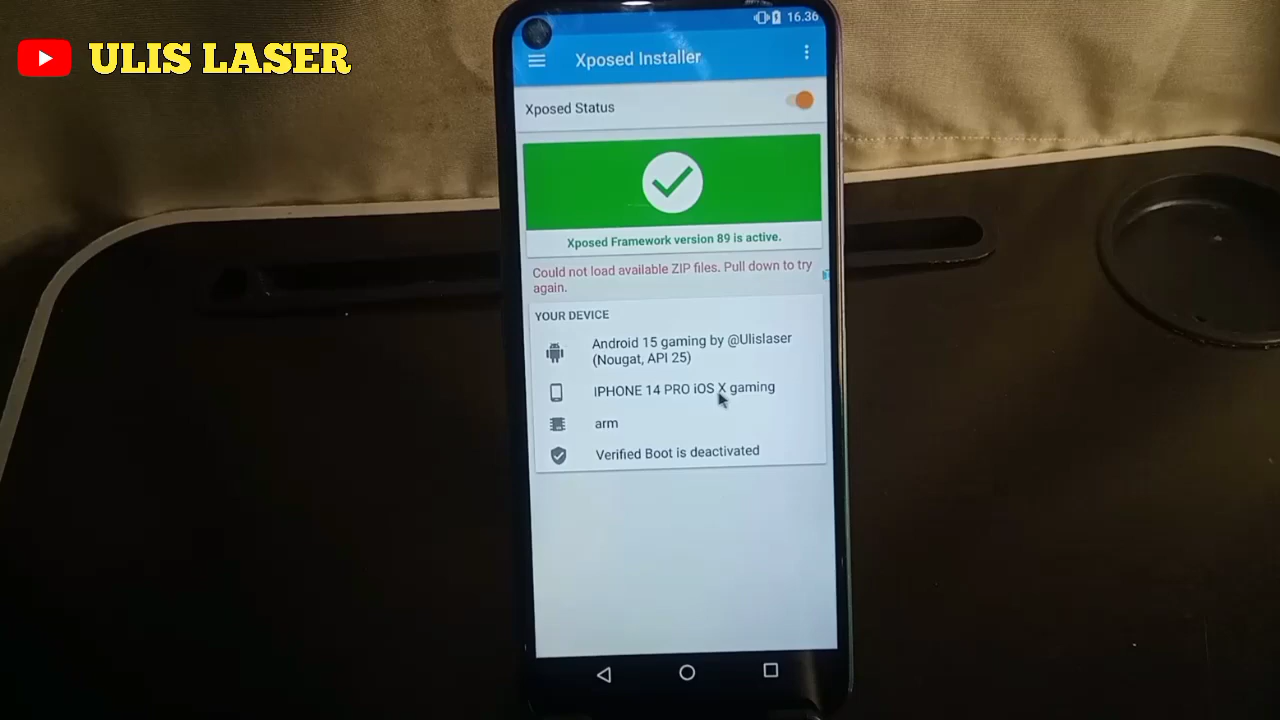 ULIS LASER
16.36
Xposed Installer
Xposed Status
Xposed Framework version 89 is active.
Could not load available ZIP files. Pull down to try
again.
YOUR DEVICE
Android 15 gaming by @Ulislaser
(Nougat, API 25)
IPHONE 14 PRO iOS X gaming
arm
Verified Boot is deactivated